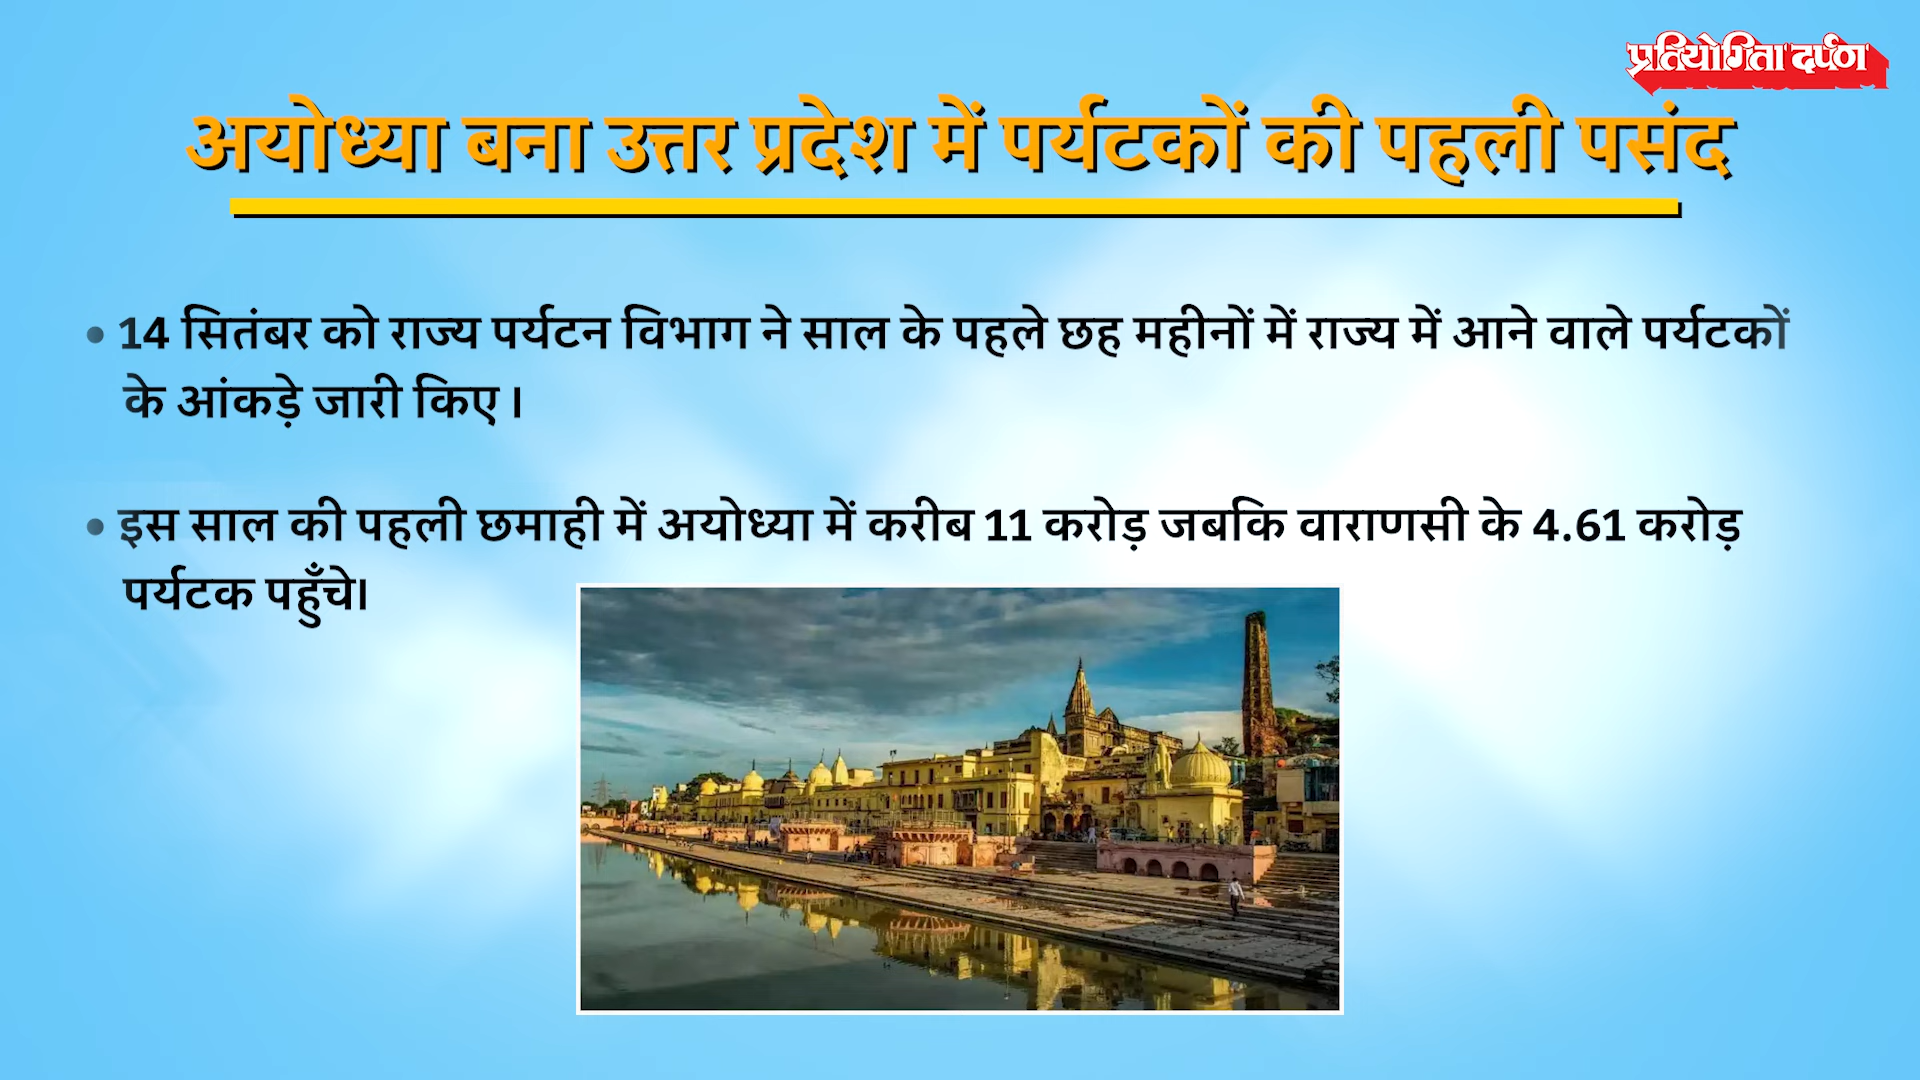 प्रतियोगिता दर्पण
अयोध्या बना उत्तर प्रदेश में पर्यटकों की पहली पसंद
• 14 सितंबर को राज्य पर्यटन विभाग ने साल के पहले छह महीनों में राज्य में आने वाले पर्यटकों
के आंकड़े जारी किए ।
• इस साल की पहली छमाही में अयोध्या में करीब 11 करोड़ जबकि वाराणसी के 4.61 करोड़
पर्यटक पहुँचे।